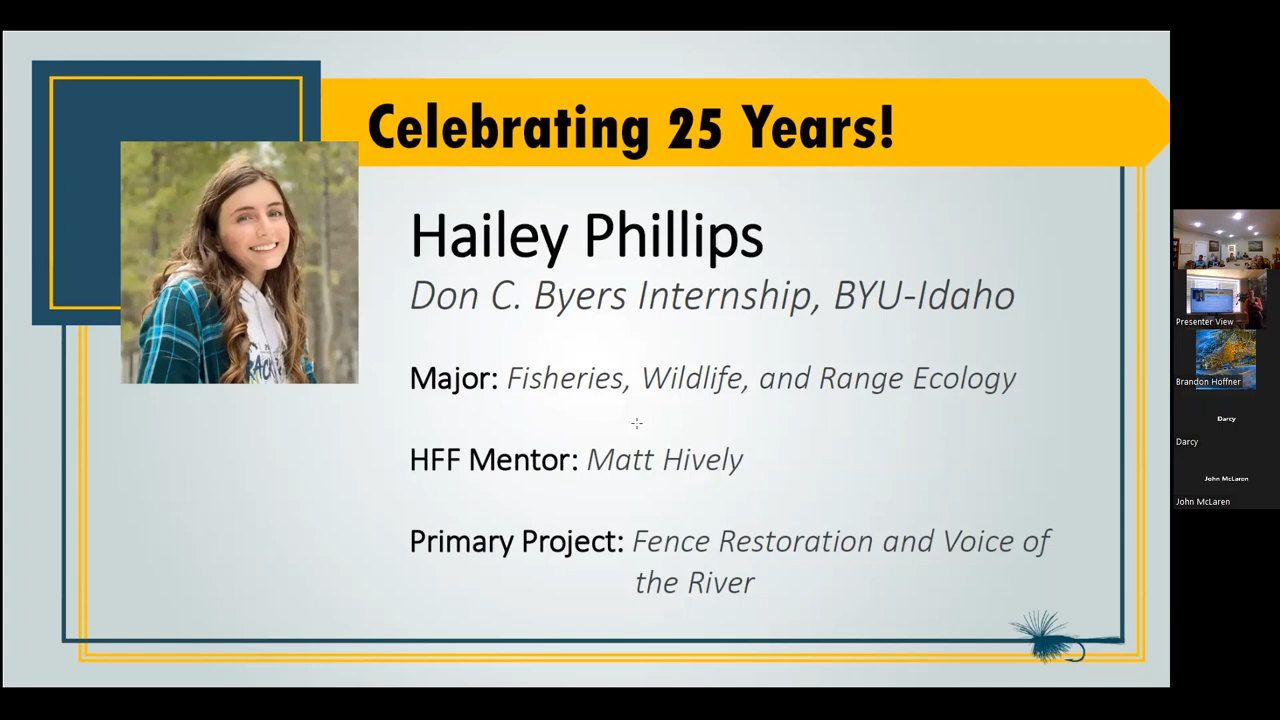 Celebrating 25 Years!
Hailey Phillips
Don C. Byers Internship, BYU-Idaho
Major: Fisheries, Wildlife, and Range Ecology
HFF Mentor: Matt Hively
Primary Project: Fence Restoration and Voice of
the River
Presenter View
Brandon Hoffner
Darcy
Darcy
John McLaren
John McLaren